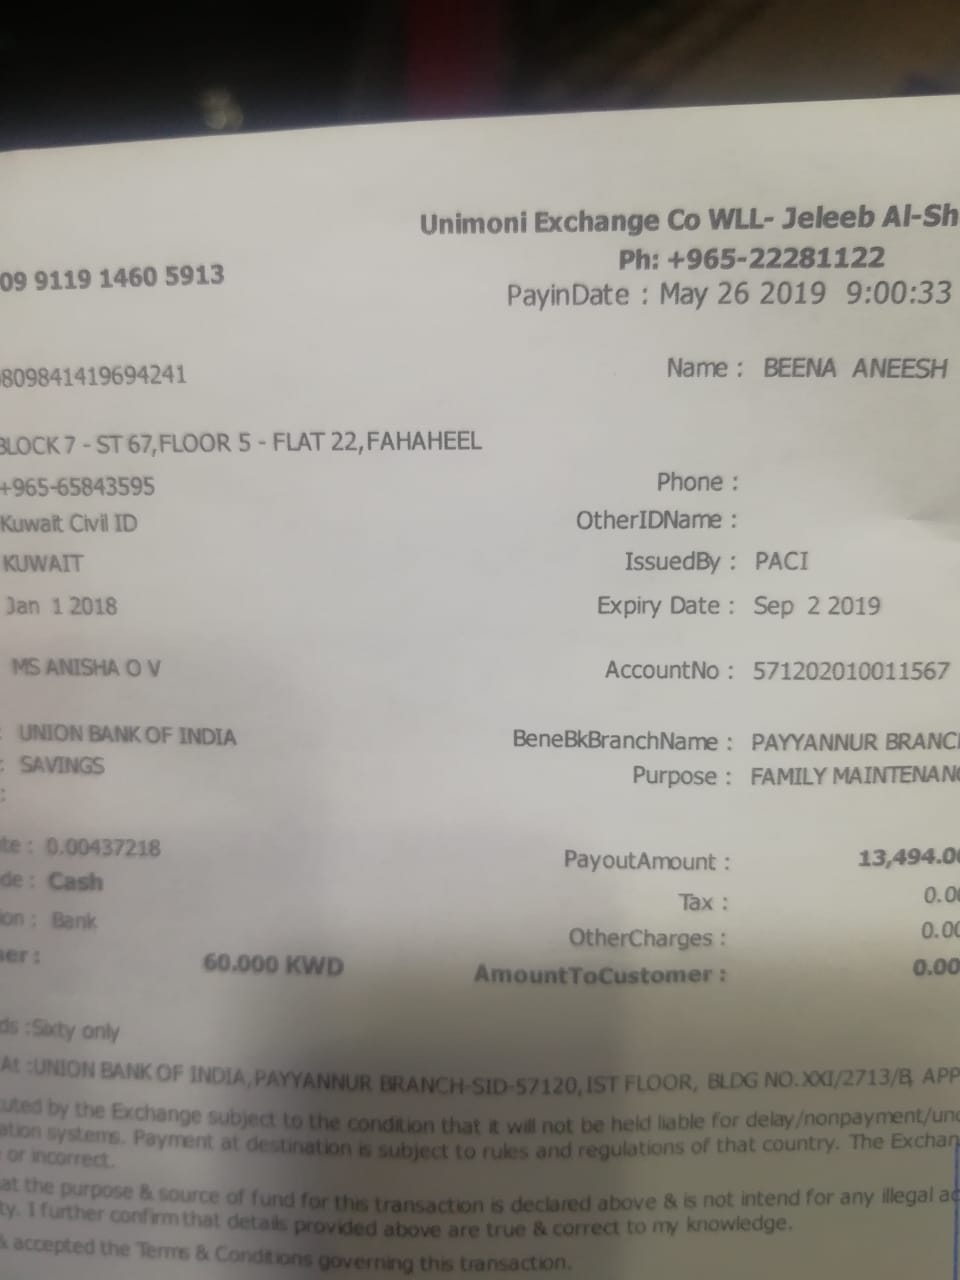 Unimoni Exchange Co WLL- Jeleeb Al-Sh
Ph: +965-22281122
09 9119 1460 5913
PayinDate : May 26 2019 9:00:33
809841419694241
Name : BEENA ANEESH
BLOCK 7 - ST 67,FLOOR 5 - FLAT 22,FAHAHEEL
+965-65843595
Phone :
Kuwait Civil ID
OtherIDName :
KUWAIT
IssuedBy : PACI
Jan 1 2018
Expiry Date : Sep 2 2019
MS ANISHA O V
AccountNo : 571202010011567
: UNION BANK OF INDIA
BeneBkBranchName : PAYYANNUR BRANC
: SAVINGS
Purpose : FAMILY MAINTENANC
:
te : 0.00437218
PayoutAmount : 13,494.00
de : Cash
Tax : 0.00
ion : Bank
OtherCharges : 0.00
ser : 60.000 KWD
AmountToCustomer : 0.00
ds :Sixty only
At :UNION BANK OF INDIA,PAYYANNUR BRANCH-SID-57120,IST FLOOR, BLDG NO.XXI/2713/B, APP
cuted by the Exchange subject to the condition that it will not be held liable for delay/nonpayment/und
ation systems. Payment at destination is subject to rules and regulations of that country. The Exchan
or incorrect.
at the purpose & source of fund for this transaction is declared above & is not intend for any illegal ac
ty. I further confirm that details provided above are true & correct to my knowledge.
& accepted the Terms & Conditions governing this transaction.